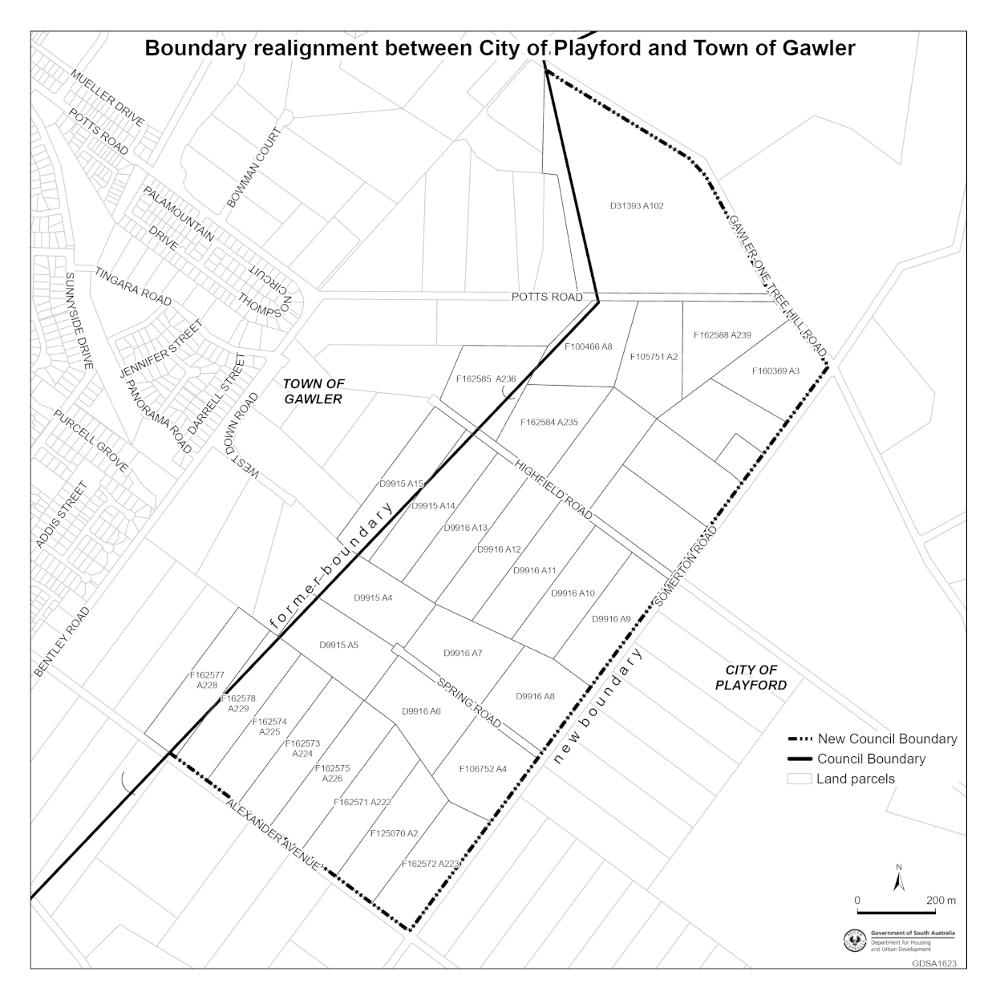 Boundary realignment between City of Playford and Town of Gawler
MUELLER DRIVE
POTTS ROAD
BOWMAN COURT
PALAMOUNTAIN
DRIVE
CIRCUIT
THOMPSON
TINGARA ROAD
SUNNYSIDE DRIVE
JENNIFER STREET
PANORAMA ROAD
DARRELL STREET
WEST DOWN ROAD
PURCELL GROVE
ADDIS STREET
BENTLEY ROAD
D31393 A102
GAWLER-ONE TREE HILL ROAD
POTTS ROAD
F162588 A239
F100466 A8
F105751 A2
F160369 A3
TOWN OF
GAWLER
F162585 A236
F162584 A235
HIGHFIELD ROAD
D9915 A15
D9915 A14
D9916 A13
D9916 A12
D9916 A11
D9916 A10
D9916 A9
former boundary
SOMERTON ROAD
D9915 A4
D9915 A5
D9916 A7
D9916 A8
SPRING ROAD
D9916 A6
F106752 A4
new boundary
CITY OF
PLAYFORD
F162577
A228
F162578
A229
F162574
A225
F162573
A224
F162575
A226
F162571 A222
F125070 A2
F162572 A223
ALEXANDER AVENUE
New Council Boundary
Council Boundary
Land parcels
N
0 200 m
Government of South Australia
Department for Housing
and Urban Development
GDSA1623